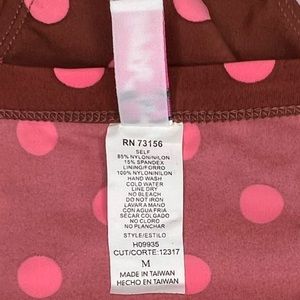 RN 73156
SELF
85% NYLON/NILON
15% SPANDEX
LINING/FORRO
100% NYLON/NILON
HAND WASH
COLD WATER
LINE DRY
NO BLEACH
DO NOT IRON
LAVAR A MANO
CON AGUA FRIA
SECAR COLGADO
NO CLORO
NO PLANCHAR
STYLE/ESTILO
H09935
CUT/CORTE: 12317
M
MADE IN TAIWAN
HECHO EN TAIWAN